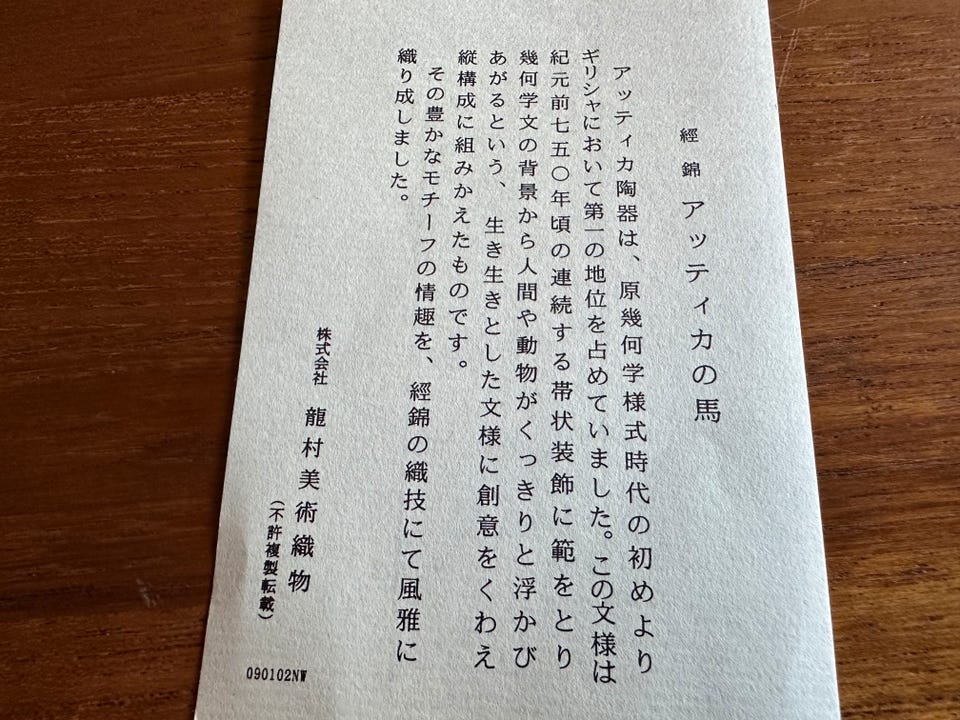 經錦 アッティカの馬
アッティカ陶器は、原幾何学様式時代の初めより
ギリシャにおいて第一の地位を占めていました。この文様は
紀元前七五〇年頃の連続する帯状装飾に範をとり
幾何学文の背景から人間や動物がくっきりと浮かび
あがるという、生き生きとした文様に創意をくわえ
縦構成に組みかえたものです。
その豊かなモチーフの情趣を、經錦の織技にて風雅に
織り成しました。
株式会社 龍村美術織物
(不許複製転載)
090102NW